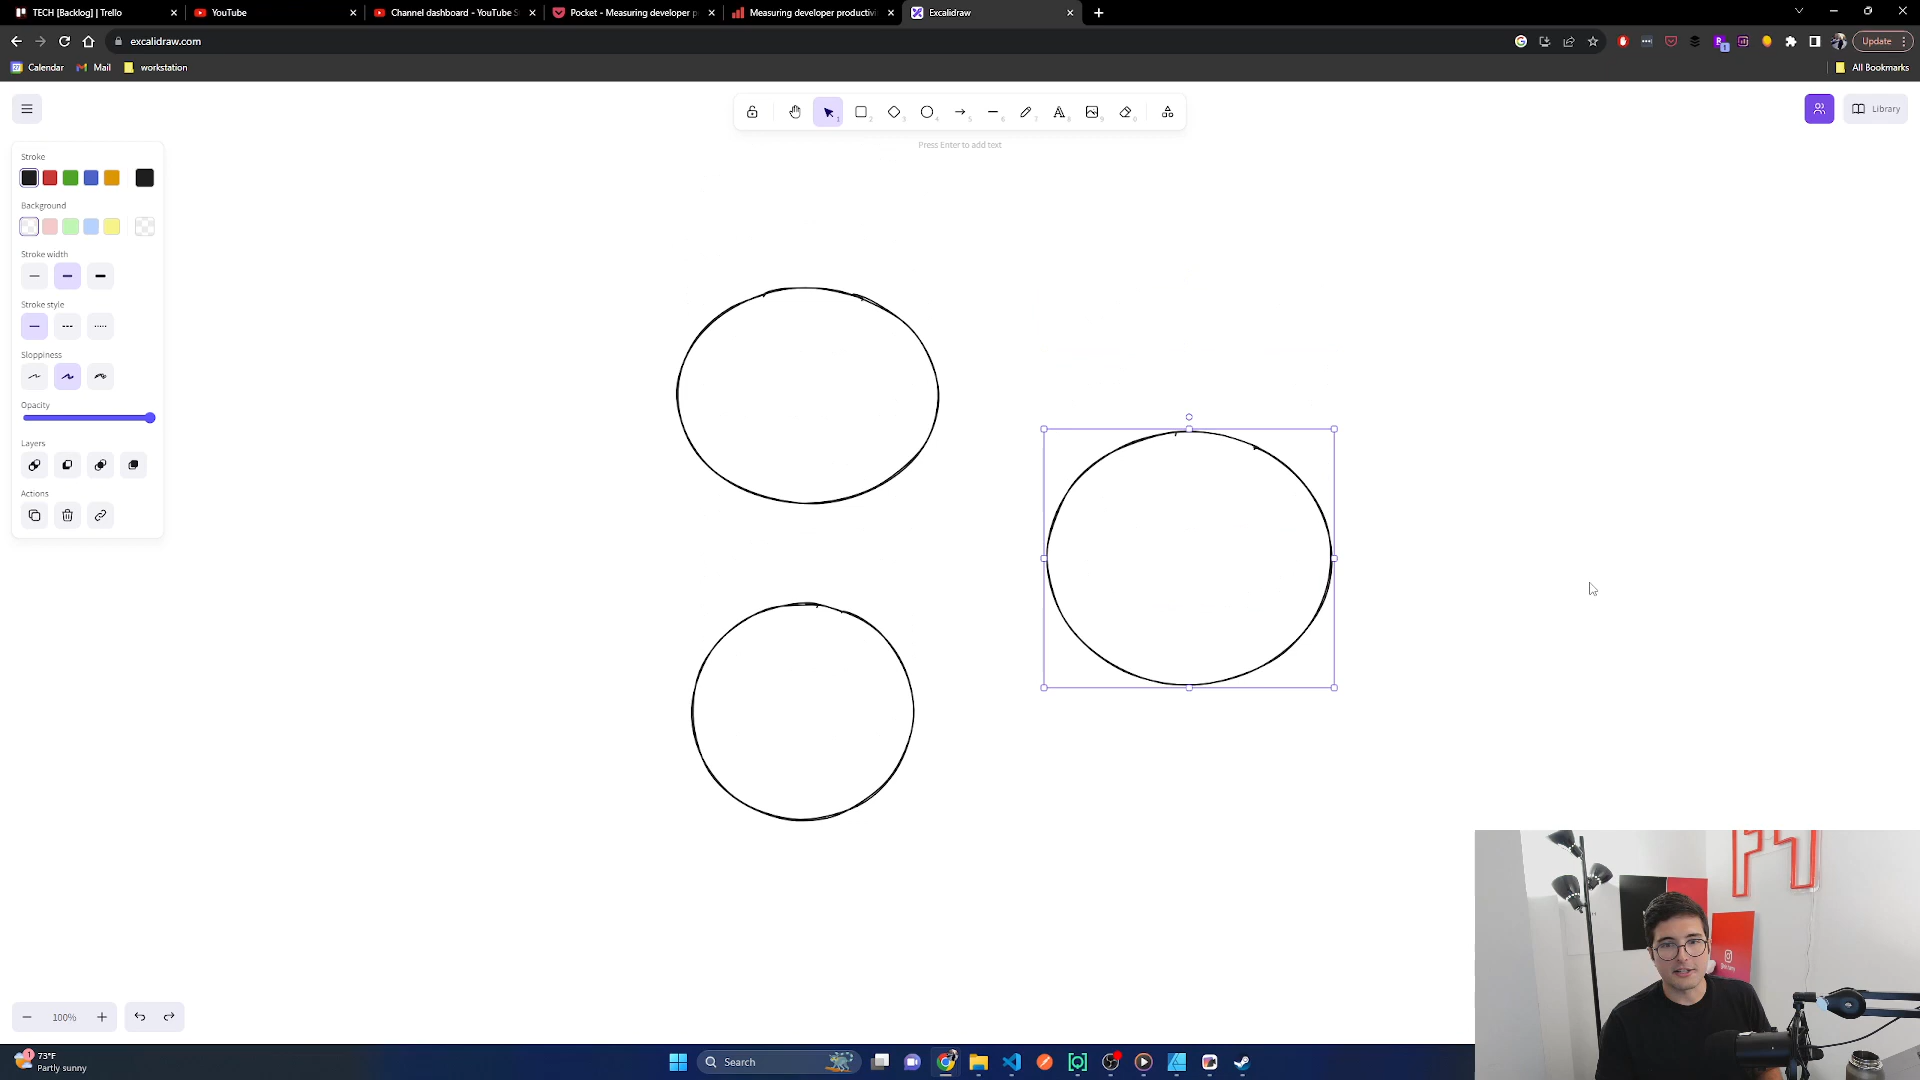 TECH [Backlog] | Trello
YouTube
Channel dashboard - YouTube S
Pocket - Measuring developer p
Measuring developer productivi
Excalidraw
excalidraw.com
Update
Calendar
Mail
workstation
All Bookmarks
Library
Press Enter to add text
Stroke
Background
Stroke width
Stroke style
Sloppiness
Opacity
Layers
Actions
100%
73°F
Partly sunny
Search